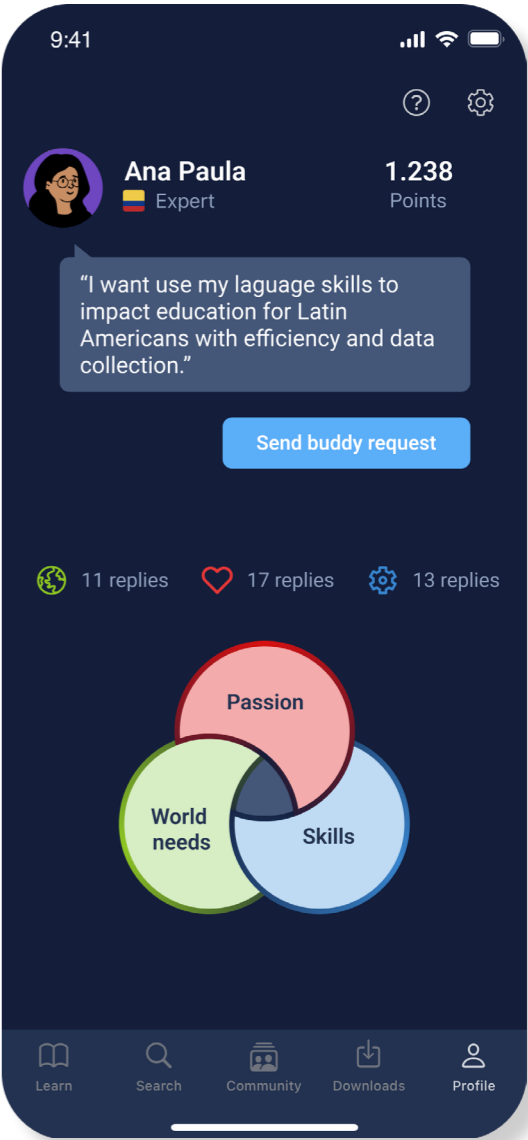 9:41
Ana Paula
1.238
Expert
Points
“I want use my laguage skills to
impact education for Latin
Americans with efficiency and data
collection.”
Send buddy request
11 replies
17 replies
13 replies
Passion
World
needs
Skills
Learn
Search
Community
Downloads
Profile